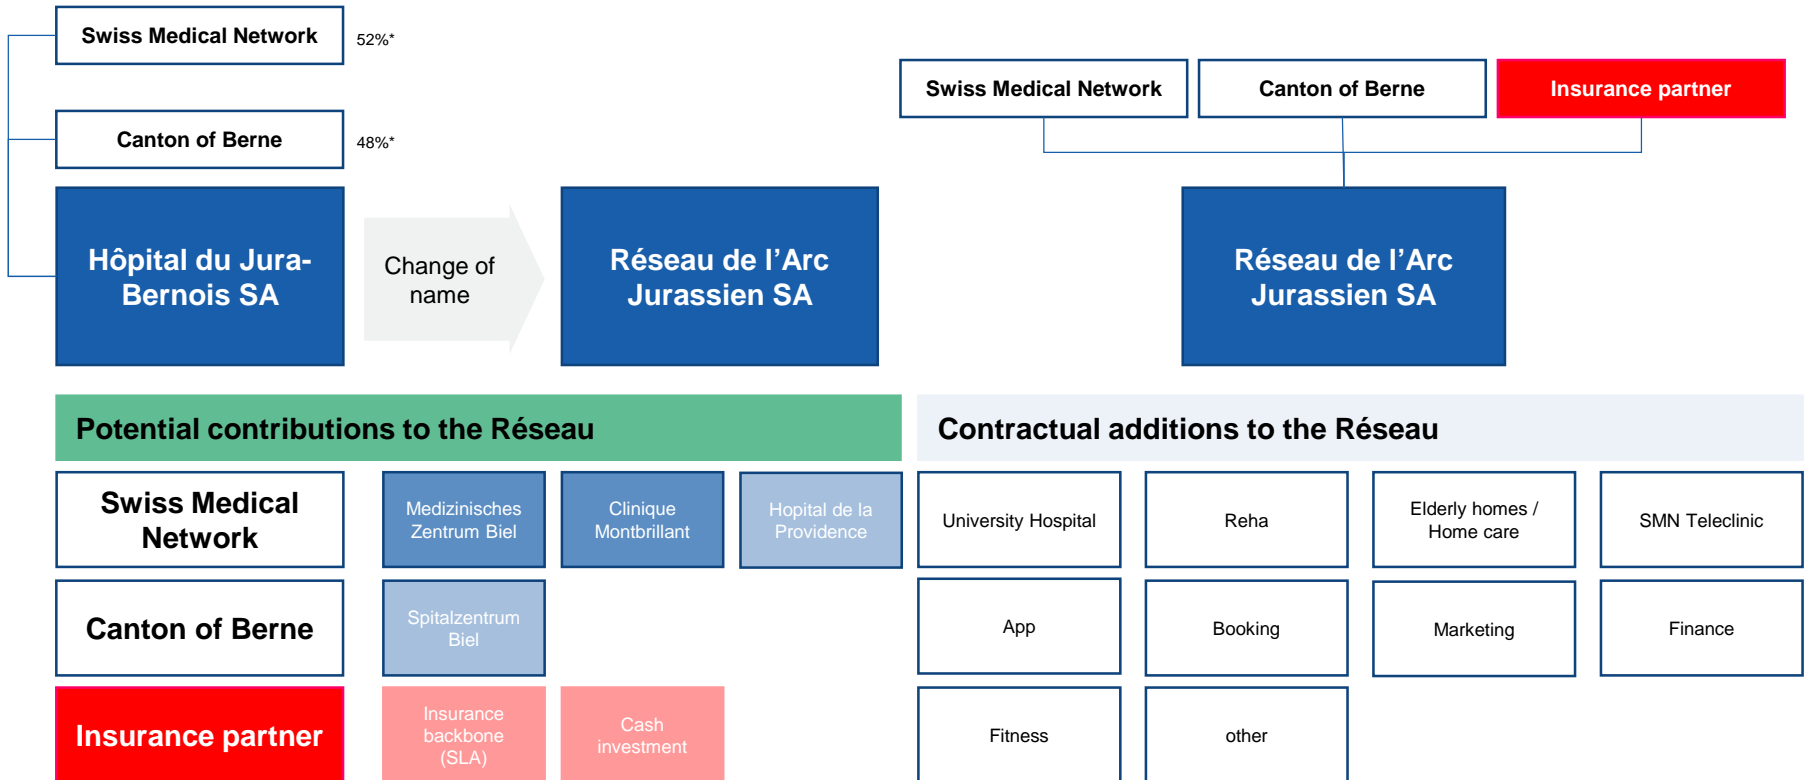 Swiss Medical Network
52%*
Canton of Berne
48%*
Hôpital du Jura-
Bernois SA
Change of
name
Réseau de l'Arc
Jurassien SA
Swiss Medical Network
Canton of Berne
Insurance partner
Réseau de l'Arc
Jurassien SA
Potential contributions to the Réseau
Swiss Medical
Network
Medizinisches
Zentrum Biel
Clinique
Montbrillant
Hopital de la
Providence
Canton of Berne
Spitalzentrum
Biel
Insurance partner
Insurance
backbone
(SLA)
Cash
investment
Contractual additions to the Réseau
University Hospital
Reha
Elderly homes /
Home care
SMN Teleclinic
App
Booking
Marketing
Finance
Fitness
other